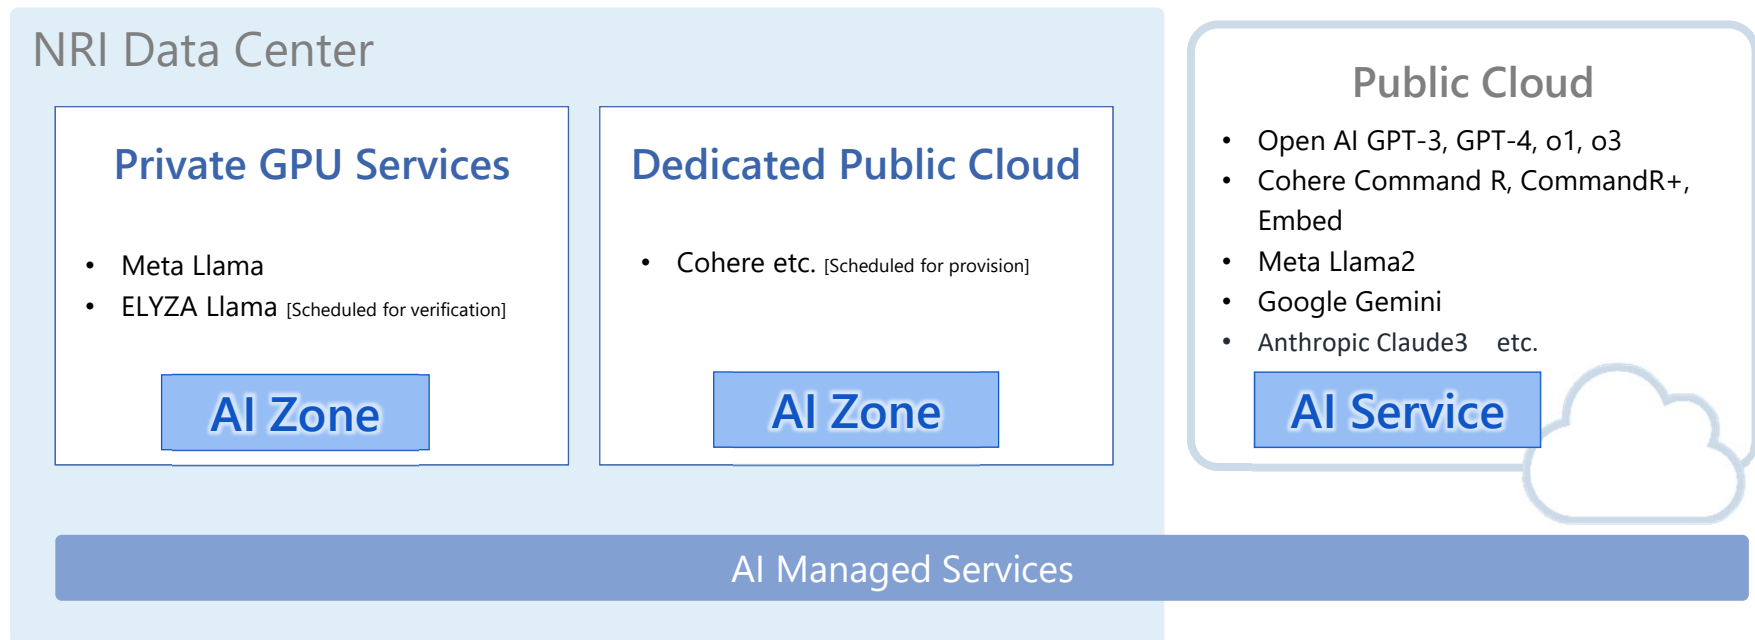 NRI Data Center
Private GPU Services
• Meta Llama
• ELYZA Llama [Scheduled for verification]
AI Zone
Dedicated Public Cloud
• Cohere etc. [Scheduled for provision]
AI Zone
Public Cloud
• Open AI GPT-3, GPT-4, o1, o3
• Cohere Command R, CommandR+,
Embed
• Meta Llama2
• Google Gemini
• Anthropic Claude3 etc.
AI Service
AI Managed Services